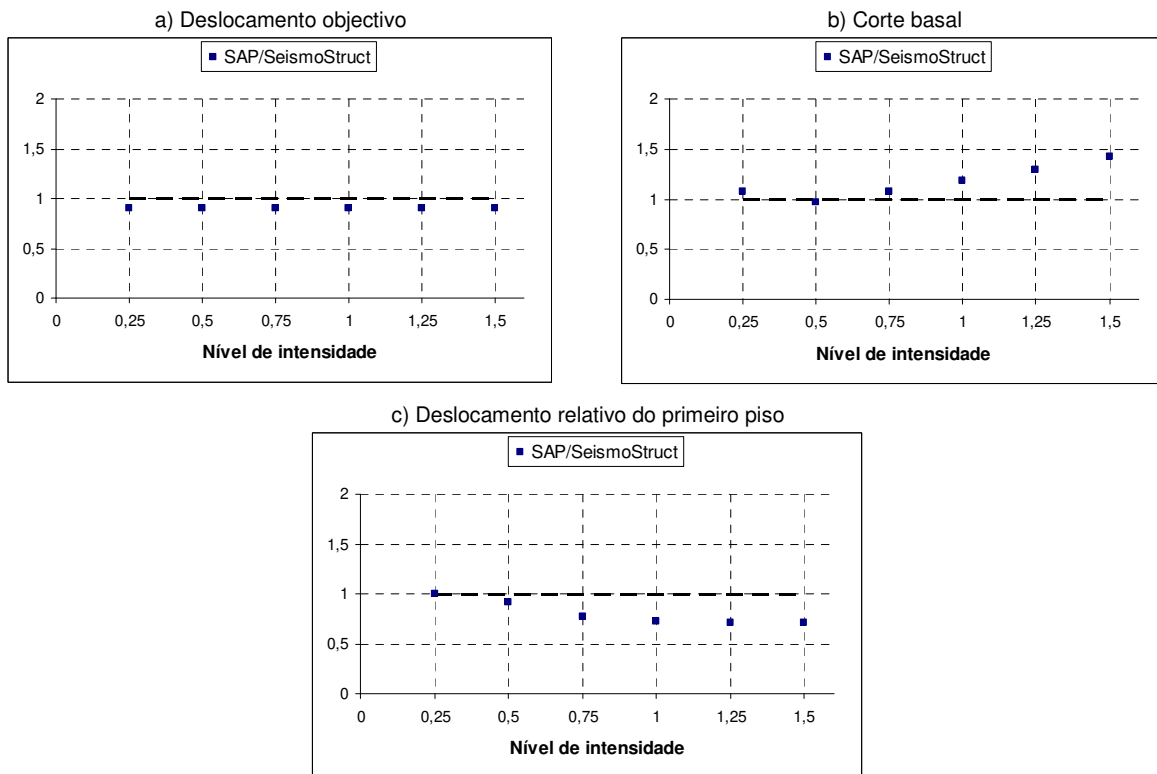 a) Deslocamento objectivo
SAP/SeismoStruct
2
1,5
1
0,5
0
0 0,25 0,5 0,75 1 1,25 1,5
Nível de intensidade
b) Corte basal
SAP/SeismoStruct
2
1,5
1
0,5
0
0 0,25 0,5 0,75 1 1,25 1,5
Nível de intensidade
c) Deslocamento relativo do primeiro piso
SAP/SeismoStruct
2
1,5
1
0,5
0
0 0,25 0,5 0,75 1 1,25 1,5
Nível de intensidade